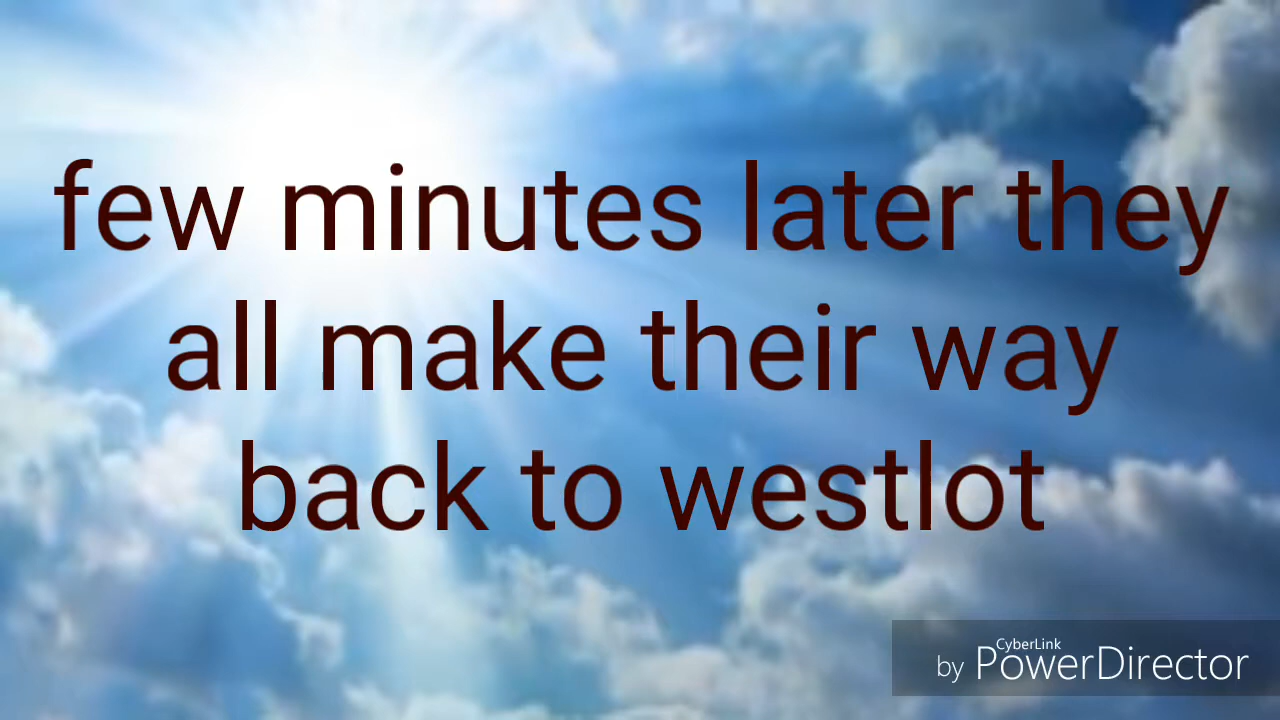 few minutes later they
all make their way
back to westlot
CyberLink
by PowerDirector